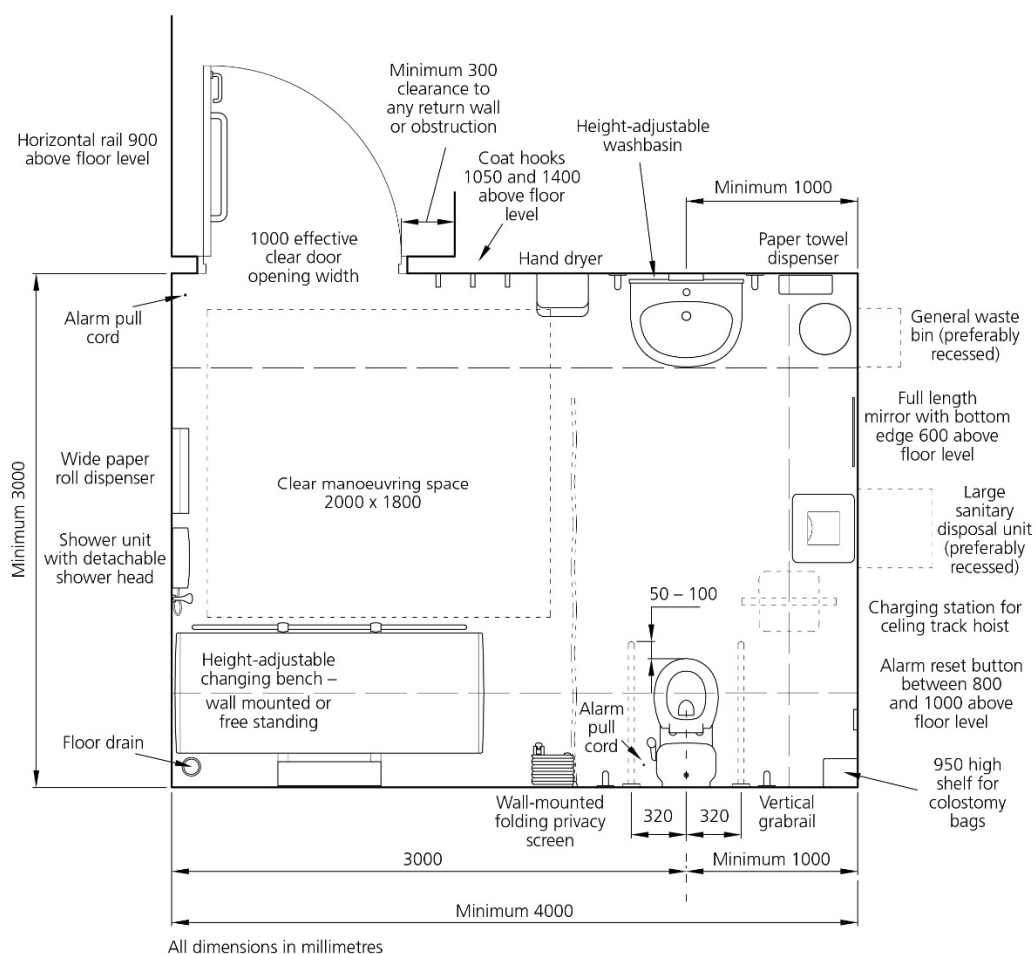 Minimum 300
clearance to
any return wall
or obstruction
Horizontal rail 900
above floor level
Height-adjustable
washbasin
Coat hooks
1050 and 1400
above floor
level
Minimum 1000
1000 effective
clear door
opening width
Hand dryer
Paper towel
dispenser
Alarm pull
cord
General waste
bin (preferably
recessed)
Minimum 3000
Full length
mirror with bottom
edge 600 above
floor level
Wide paper
roll dispenser
Clear manoeuvring space
2000 x 1800
Large
sanitary
disposal unit
(preferably
recessed)
Shower unit
with detachable
shower head
50 – 100
Charging station for
celing track hoist
Height-adjustable
changing bench –
wall mounted or
free standing
Alarm reset button
between 800
and 1000 above
floor level
Alarm
pull
cord
Floor drain
950 high
shelf for
colostomy
bags
Wall-mounted
folding privacy
screen
320
320
Vertical
grabrail
3000
Minimum 1000
Minimum 4000
All dimensions in millimetres